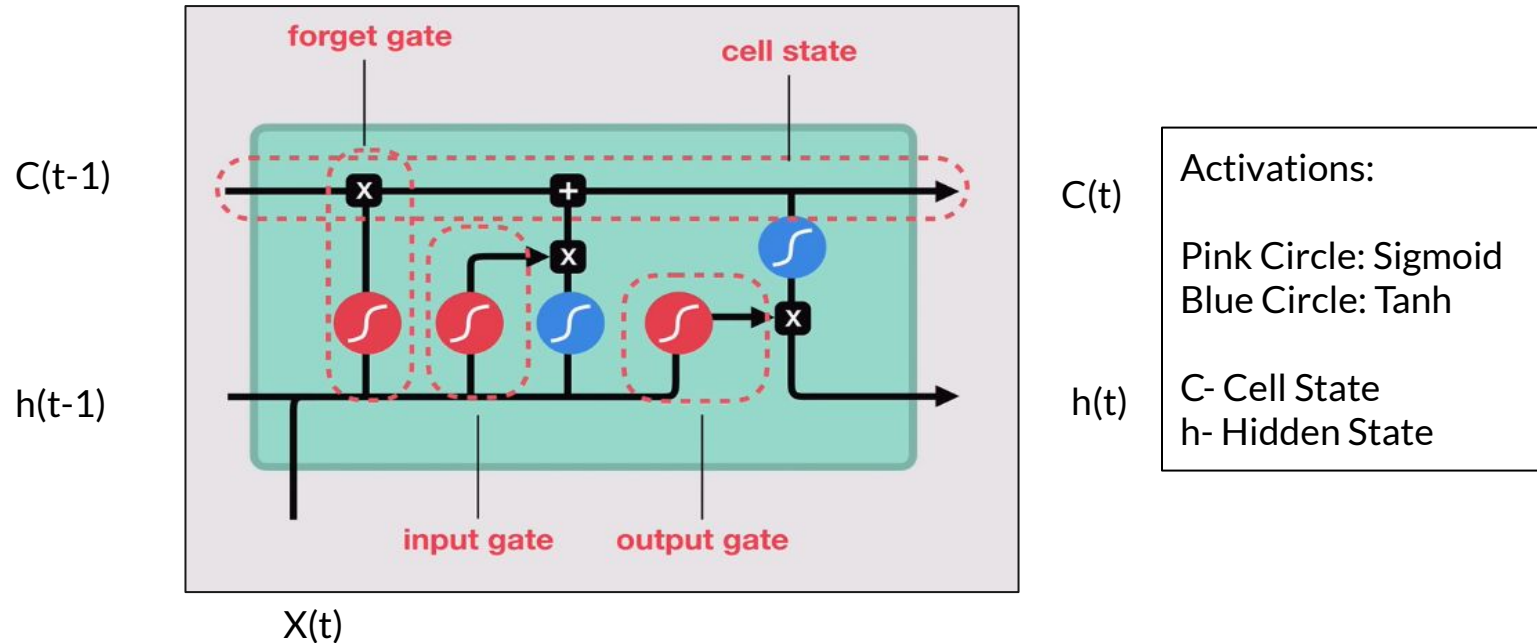 forget gate
cell state
C(t-1)
X
+
C(t)
X
X
h(t-1)
h(t)
input gate
output gate
X(t)
Activations:
Pink Circle: Sigmoid
Blue Circle: Tanh
C- Cell State
h- Hidden State